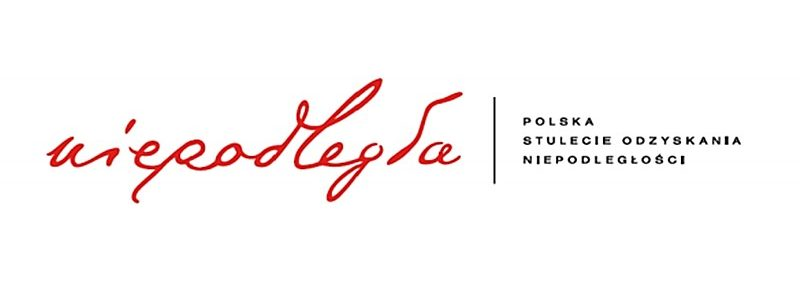 niepodległa
POLSKA
STULECIE ODZYSKANIA
NIEPODLEGŁOŚCI